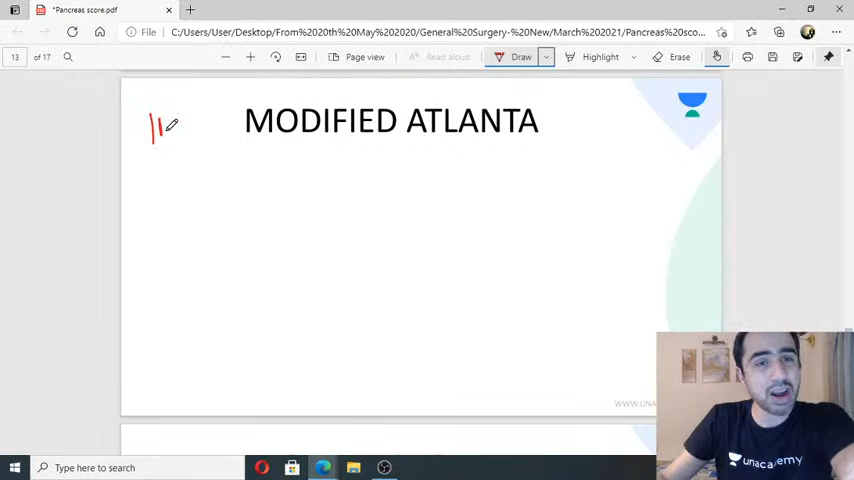 *Pancreas score.pdf
File
C:/Users/User/Desktop/From%2020th%20May%202020/General%20Surgery-%20New/March%202021/Pancreas%20sco...
13 of 17
Page view
Read aloud
Draw
Highlight
Erase
MODIFIED ATLANTA
WWW.UNA
unacademy
Type here to search